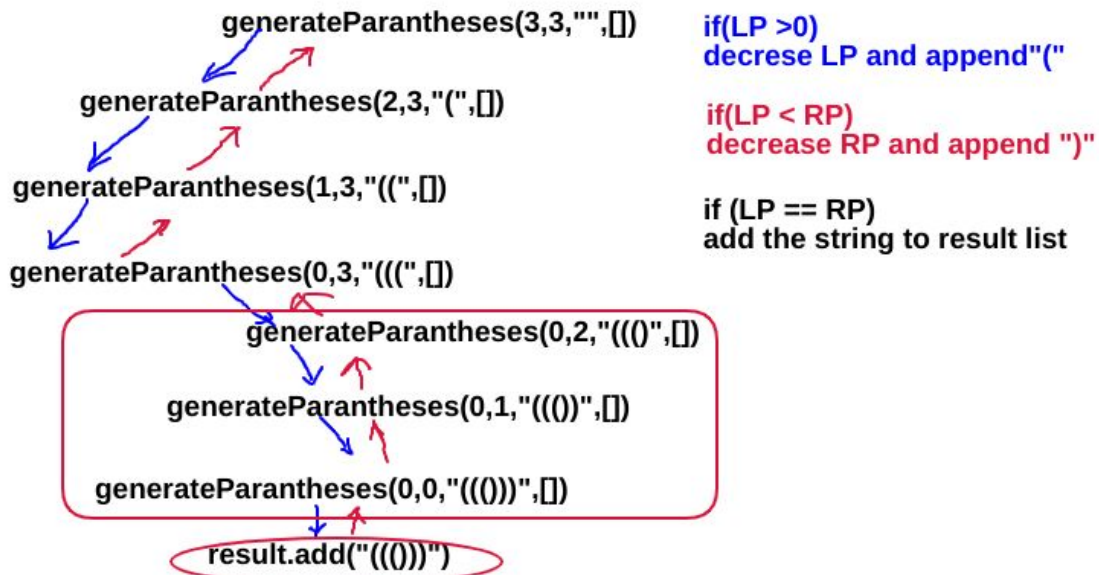 generateParantheses(3,3,"",[])
if(LP >0)
decrese LP and append"("
generateParantheses(2,3,"(",[])
if(LP < RP)
decrease RP and append ")"
generateParantheses(1,3,"((",[])
if (LP == RP)
add the string to result list
generateParantheses(0,3,"(((",[])
generateParantheses(0,2,"((()",[])
generateParantheses(0,1,"((())",[])
generateParantheses(0,0,"((()))",[])
result.add("((()))")